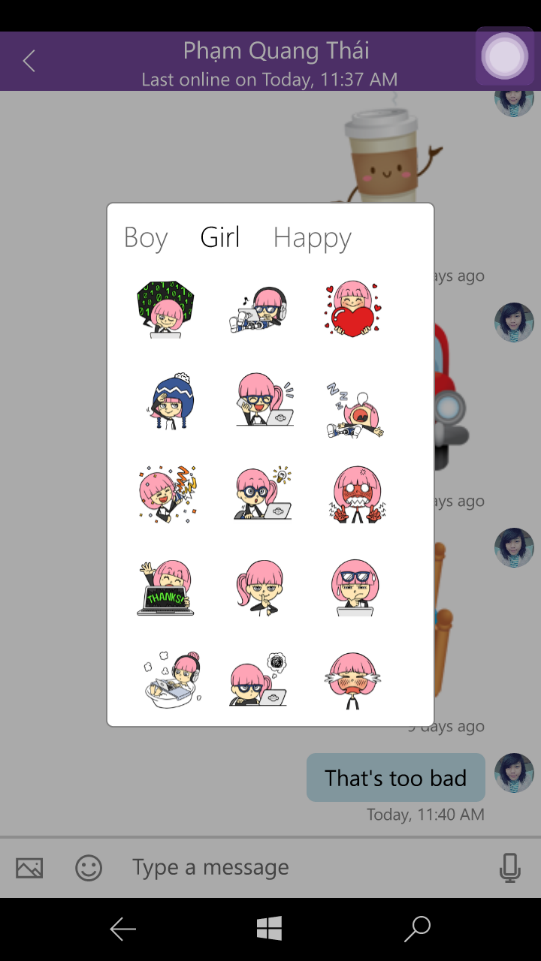 Phạm Quang Thái
Last online on Today, 11:37 AM
Boy Girl Happy
ays ago
THANKS!
ays ago
days ago
That's too bad
Today, 11:40 AM
Type a message